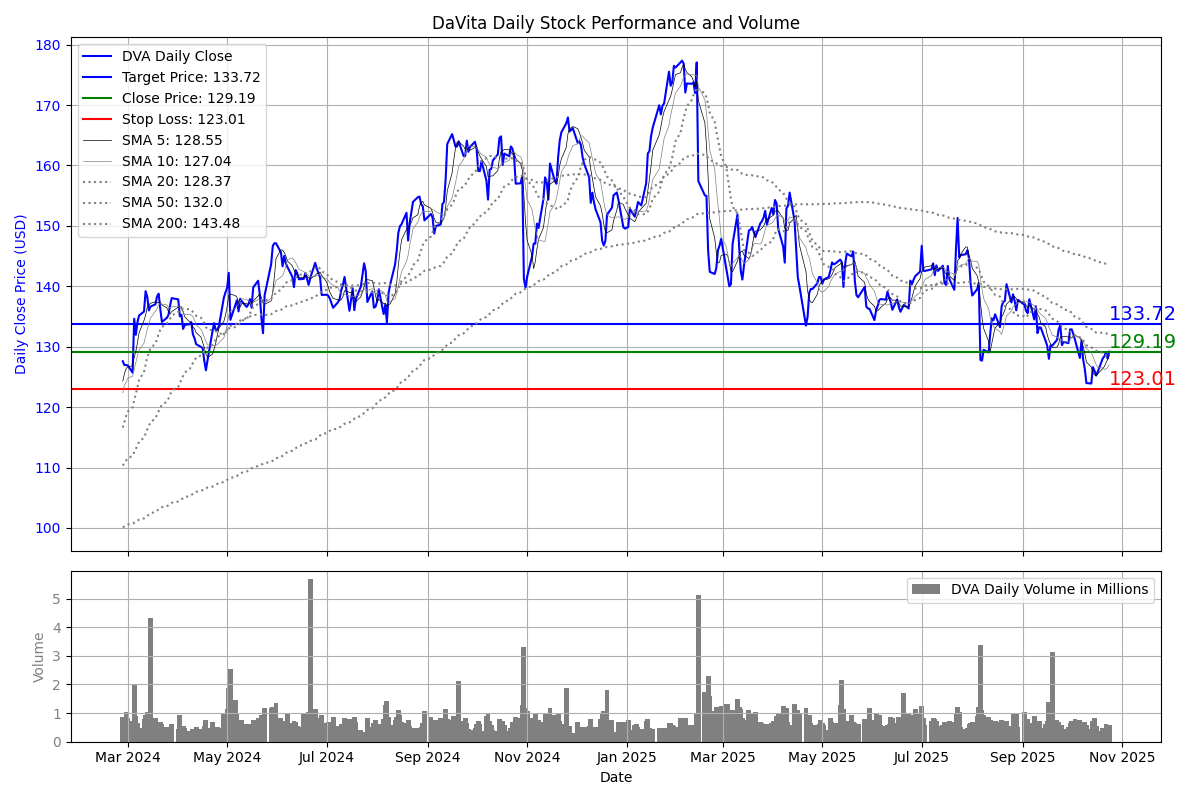 DaVita Daily Stock Performance and Volume
Daily Close Price (USD)
180
170
160
150
140
130
120
110
100
DVA Daily Close
Target Price: 133.72
Close Price: 129.19
Stop Loss: 123.01
SMA 5: 128.55
SMA 10: 127.04
SMA 20: 128.37
SMA 50: 132.0
SMA 200: 143.48
133.72
129.19
123.01
Volume
5
4
3
2
1
0
DVA Daily Volume in Millions
Mar 2024
May 2024
Jul 2024
Sep 2024
Nov 2024
Jan 2025
Mar 2025
May 2025
Jul 2025
Sep 2025
Nov 2025
Date